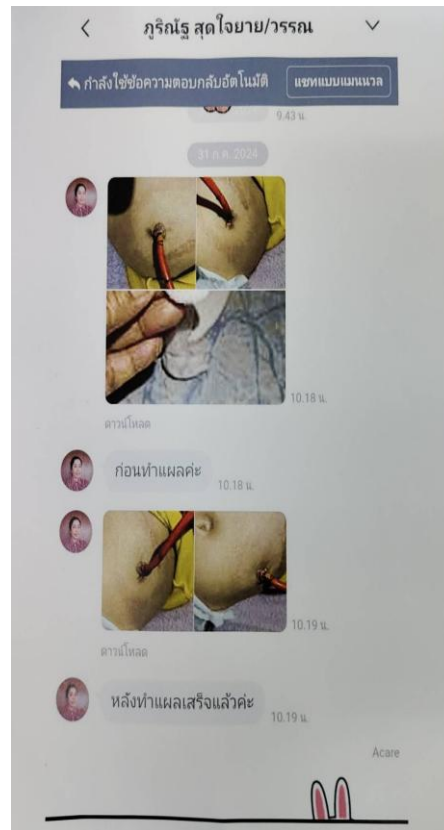 ภูริณัฐ สุดใจยาย/วรรณ
กำลังใช้ข้อความตอบกลับอัตโนมัติ
แชทแบบแมนนวล
9.43 น.
31 ก.ค. 2024
10.18 น.
ดาวน์โหลด
ก่อนทำแผลค่ะ
10.18 น.
10.19 น.
ดาวน์โหลด
หลังทำแผลเสร็จแล้วค่ะ
10.19 น.
Acare